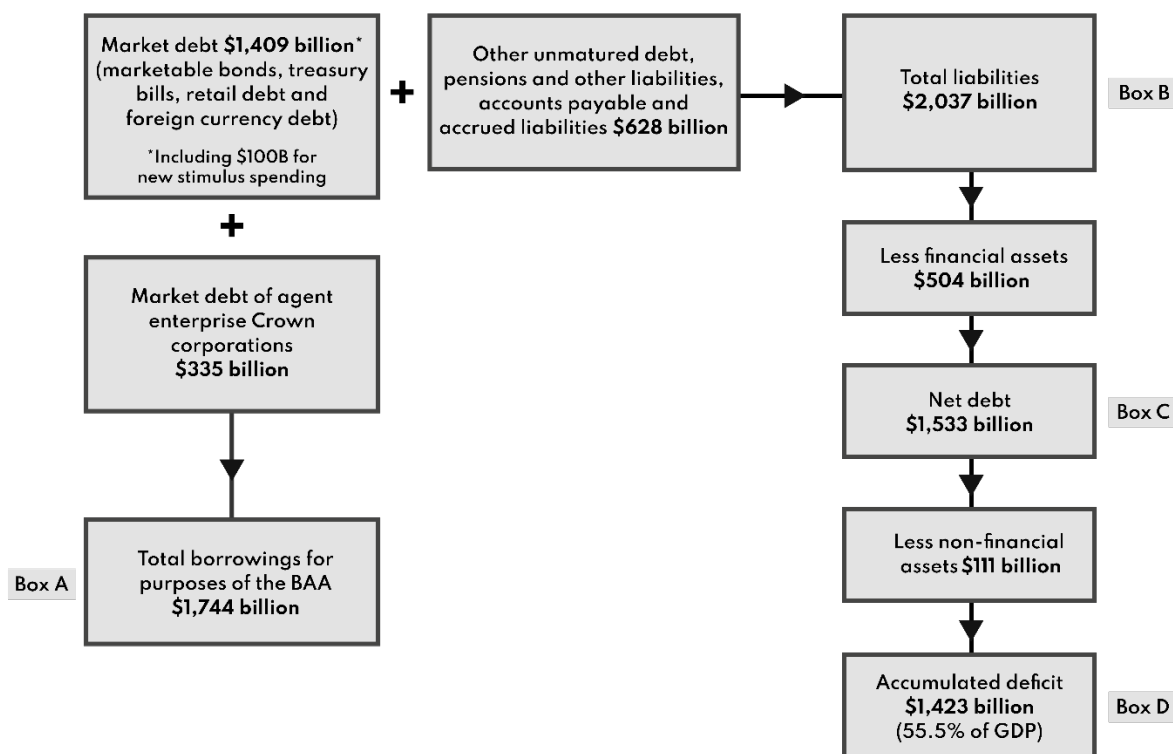 Market debt $1,409 billion*
(marketable bonds, treasury
bills, retail debt and
foreign currency debt)
*Including $100B for
new stimulus spending
+
Other unmatured debt,
pensions and other liabilities,
accounts payable and
accrued liabilities $628 billion
Total liabilities
$2,037 billion
Box B
+
Less financial assets
$504 billion
Market debt of agent
enterprise Crown
corporations
$335 billion
Net debt
$1,533 billion
Box C
Less non-financial
assets $111 billion
Box A
Total borrowings for
purposes of the BAA
$1,744 billion
Accumulated deficit
$1,423 billion
(55.5% of GDP)
Box D